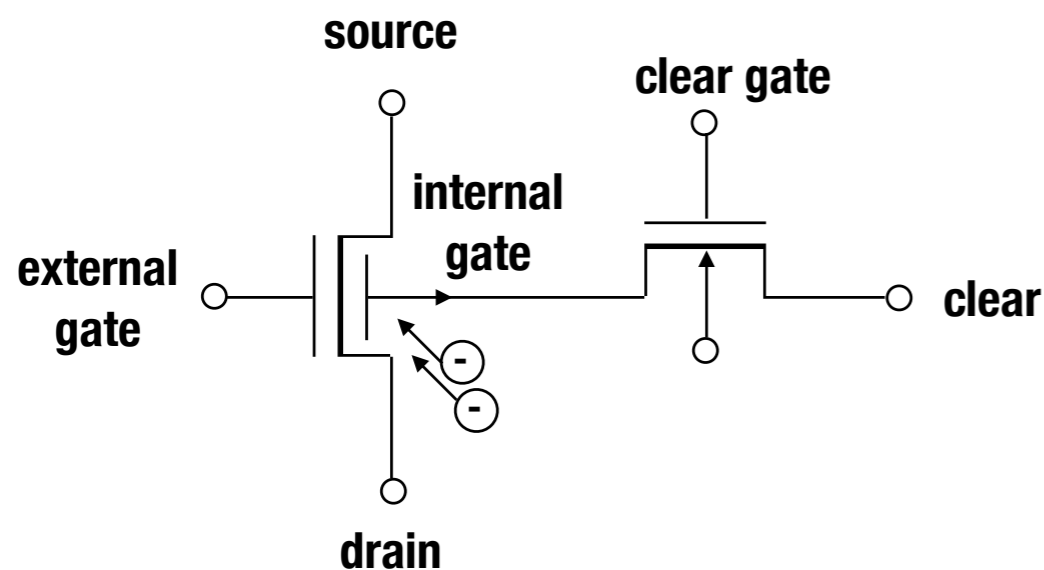 source
clear gate
internal
gate
external
gate
clear
-
-
drain